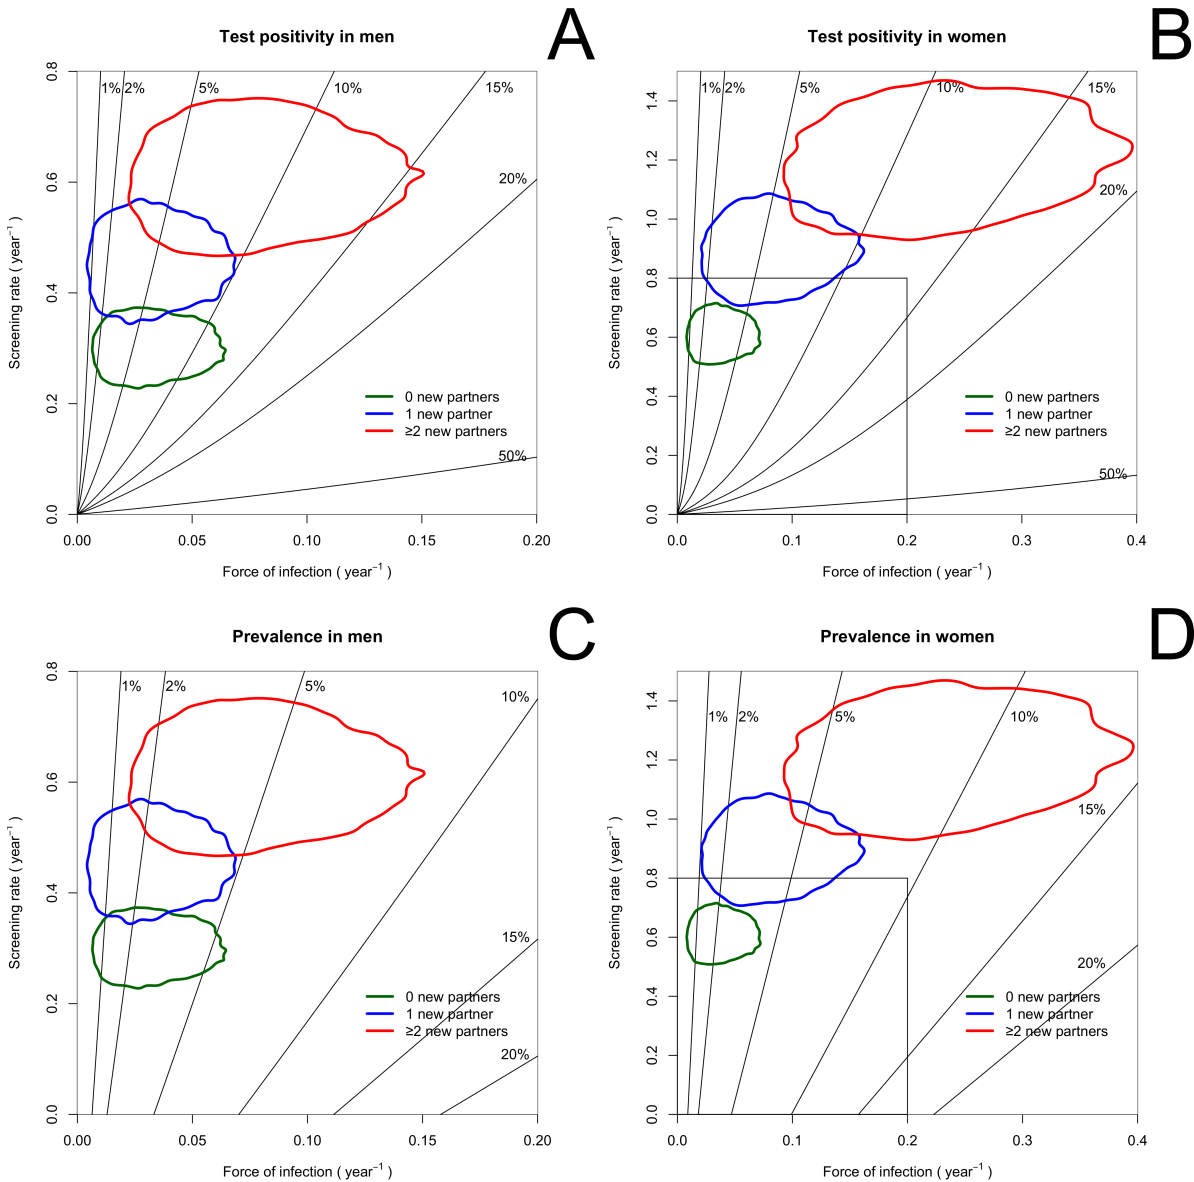 A
Test positivity in men
0.8
0.6
0.4
0.2
0.0
Screening rate ( year⁻¹ )
1%
2%
5%
10%
15%
20%
50%
0 new partners
1 new partner
≥2 new partners
0.00
0.05
0.10
0.15
0.20
Force of infection ( year⁻¹ )
B
Test positivity in women
1.4
1.2
1.0
0.8
0.6
0.4
0.2
0.0
Screening rate ( year⁻¹ )
1%
2%
5%
10%
15%
20%
50%
0 new partners
1 new partner
≥2 new partners
0.0
0.1
0.2
0.3
0.4
Force of infection ( year⁻¹ )
C
Prevalence in men
0.8
0.6
0.4
0.2
0.0
Screening rate ( year⁻¹ )
1%
2%
5%
10%
15%
20%
0 new partners
1 new partner
≥2 new partners
0.00
0.05
0.10
0.15
0.20
Force of infection ( year⁻¹ )
D
Prevalence in women
1.4
1.2
1.0
0.8
0.6
0.4
0.2
0.0
Screening rate ( year⁻¹ )
1%
2%
5%
10%
15%
20%
0 new partners
1 new partner
≥2 new partners
0.0
0.1
0.2
0.3
0.4
Force of infection ( year⁻¹ )